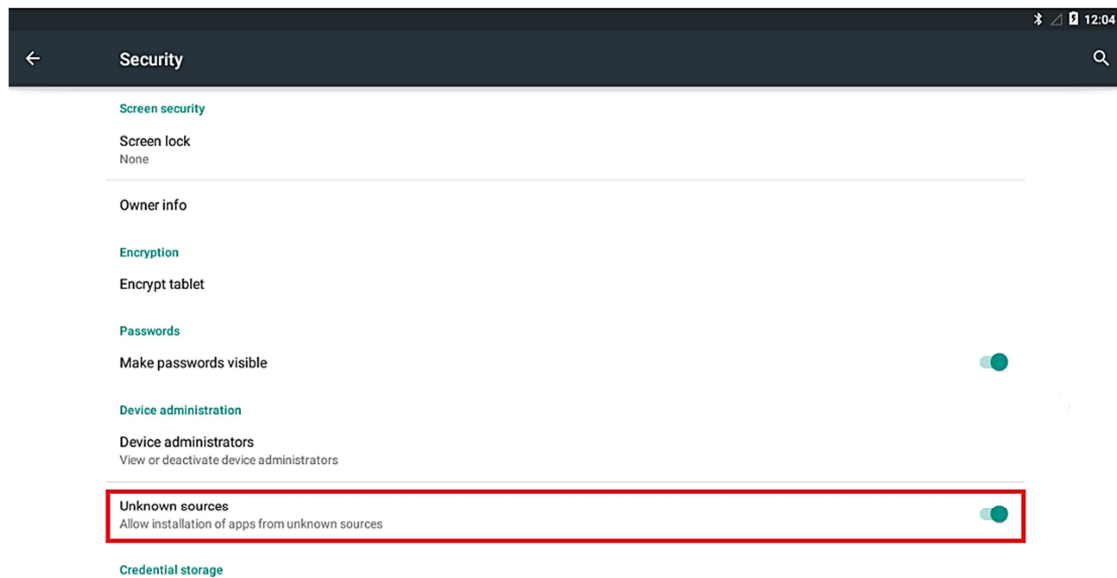 12:04
Security
Screen security
Screen lock
None
Owner info
Encryption
Encrypt tablet
Passwords
Make passwords visible
Device administration
Device administrators
View or deactivate device administrators
Unknown sources
Allow installation of apps from unknown sources
Credential storage